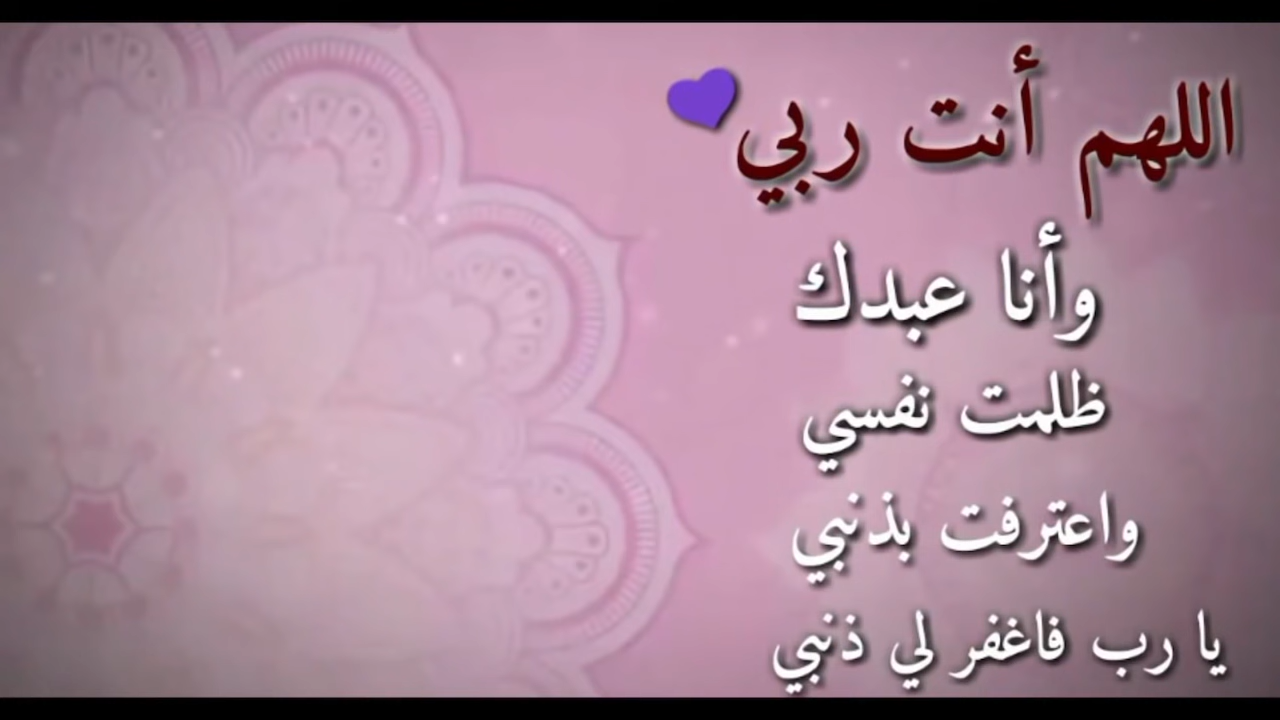 اللهم أنت ربي💜
وأنا عبدك
ظلمت نفسي
واعترفت بذنبي
يا رب فاغفر لي ذنبي